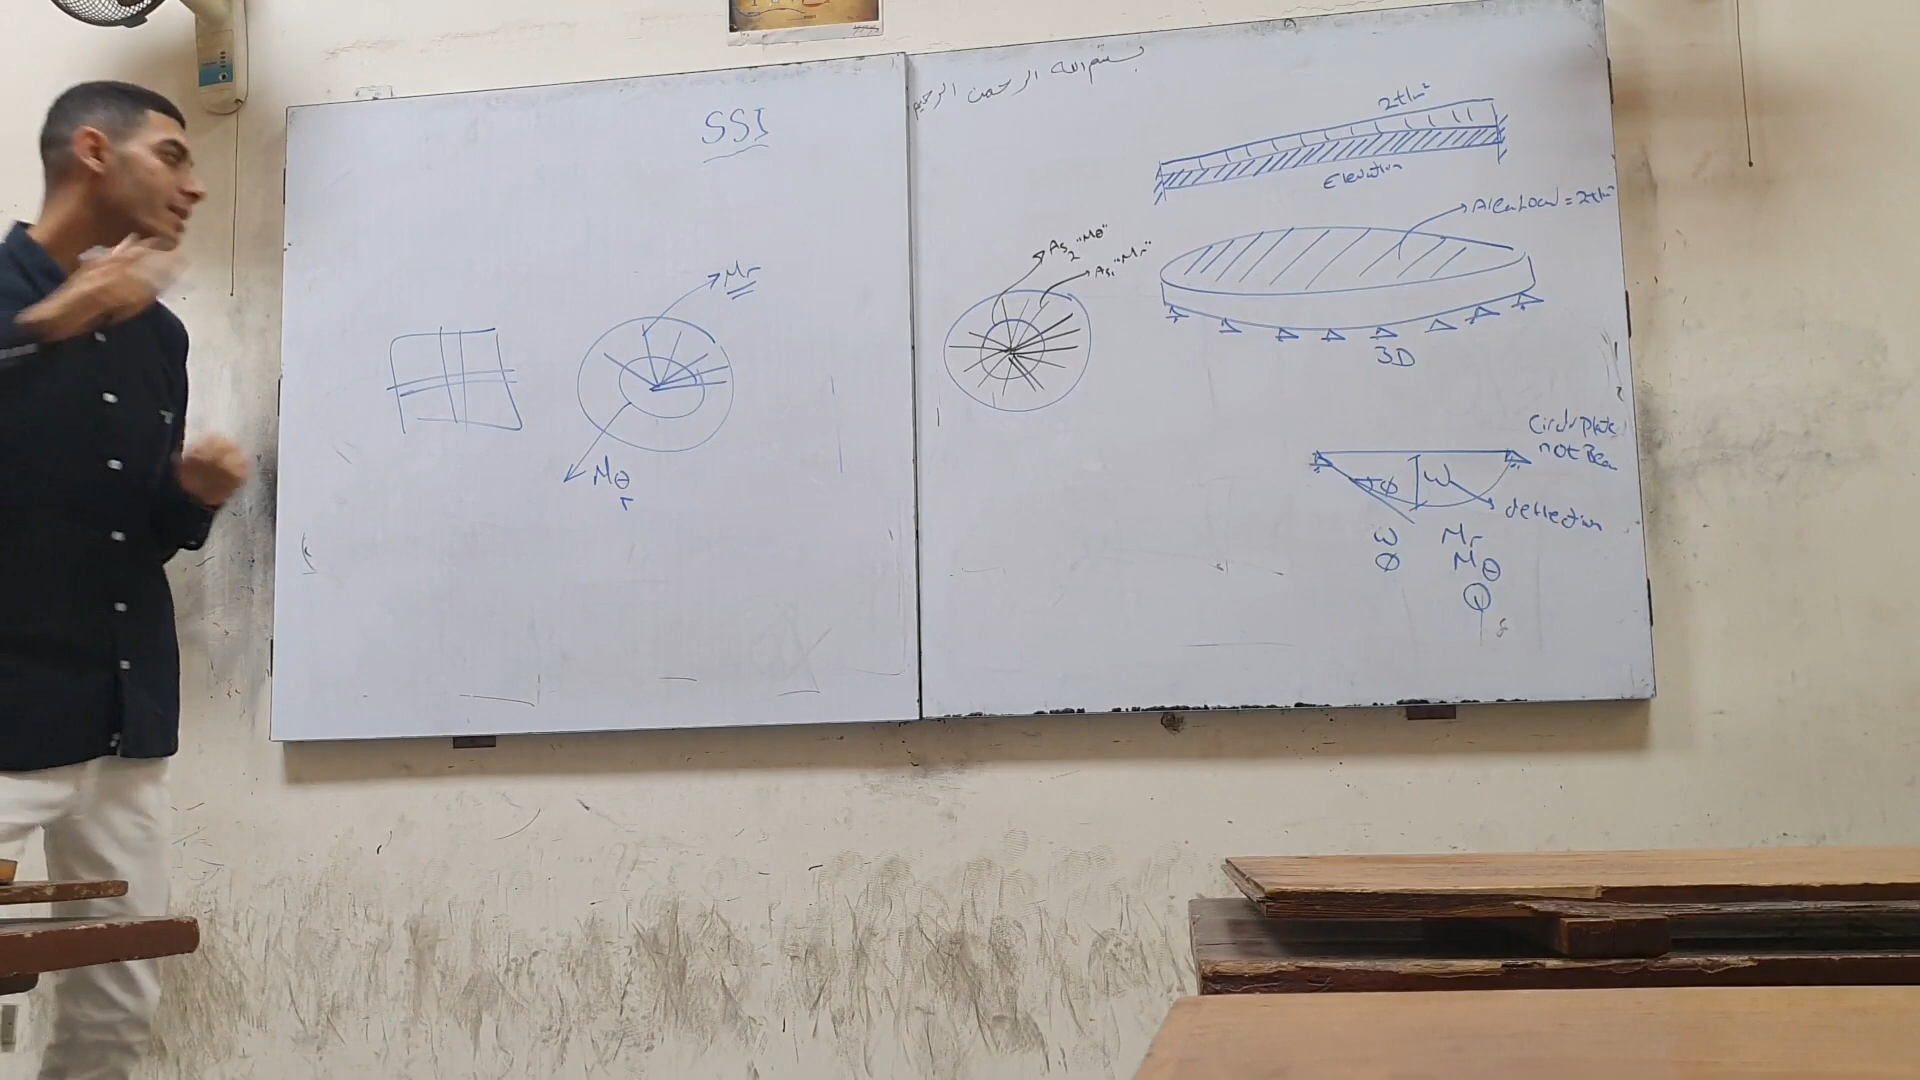 SSI
Mr
Mθ
r
بسم الله الرحمن الرحيم
2t/m²
Elevation
Area Load = 2t/m²
As2 "Mθ"
As1 "Mr"
3D
Circular plate
not Beam
ϕ
w
deflection
w Mr
ϕ Mθ
Q